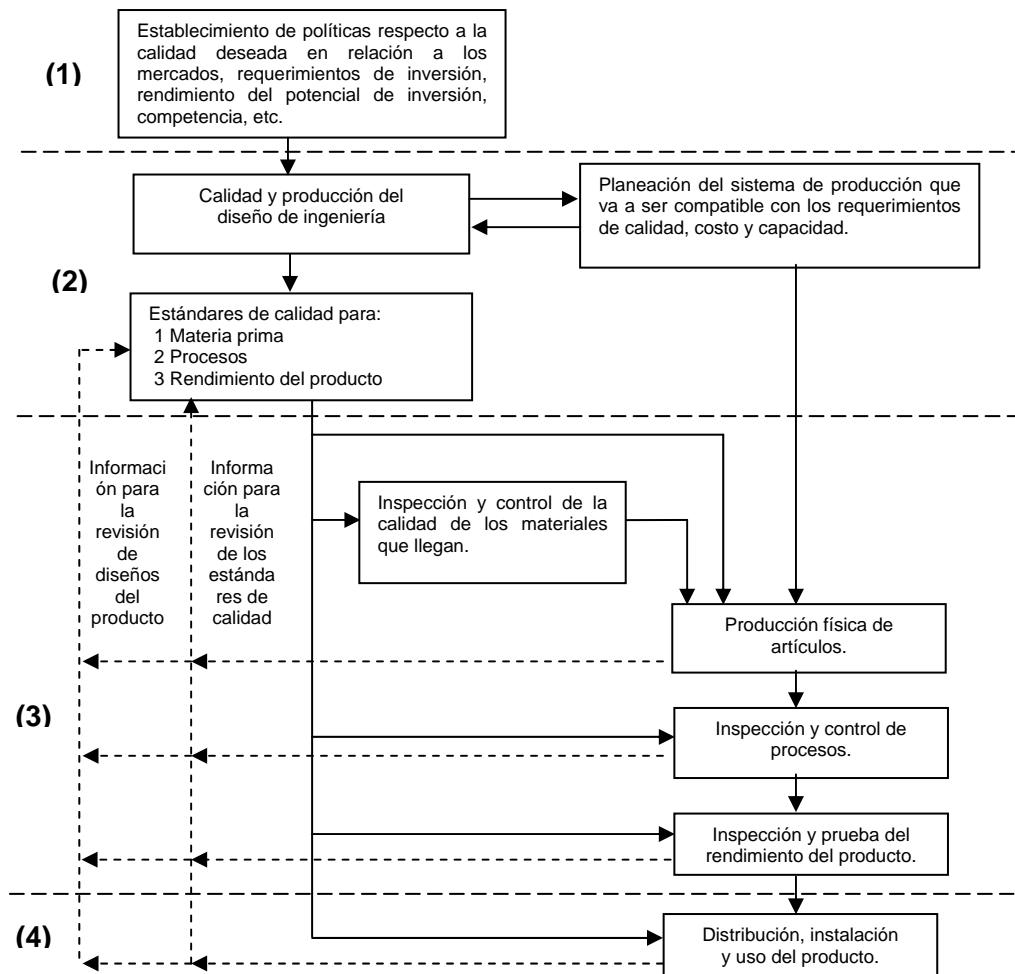 (1)
Establecimiento de políticas respecto a la
calidad deseada en relación a los
mercados, requerimientos de inversión,
rendimiento del potencial de inversión,
competencia, etc.
Calidad y producción del
diseño de ingeniería
Planeación del sistema de producción que
va a ser compatible con los requerimientos
de calidad, costo y capacidad.
(2)
Estándares de calidad para:
1 Materia prima
2 Procesos
3 Rendimiento del producto
Informaci
ón para
la
revisión
de
diseños
del
producto
Informa
ción para
la
revisión
de los
estánda
res de
calidad
Inspección y control de la
calidad de los materiales
que llegan.
Producción física de
artículos.
(3)
Inspección y control de
procesos.
Inspección y prueba del
rendimiento del producto.
(4)
Distribución, instalación
y uso del producto.